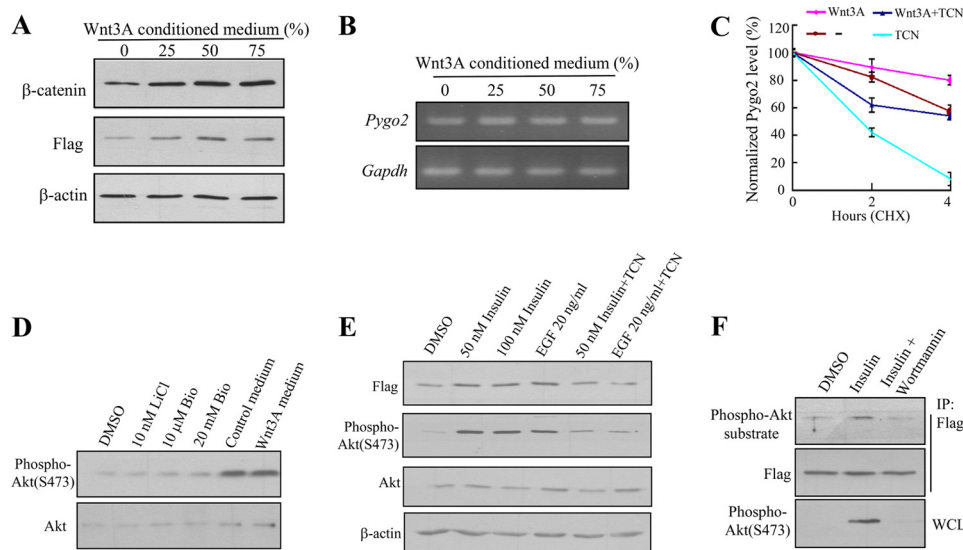 A
Wnt3A conditioned medium (%)
0 25 50 75
β-catenin
Flag
β-actin
B
Wnt3A conditioned medium (%)
0 25 50 75
Pygo2
Gapdh
C
Wnt3A
Wnt3A+TCN
-
TCN
Normalized Pygo2 level (%)
100
80
60
40
20
0
0 2 4
Hours (CHX)
D
DMSO
10 nM LiCl
10 μM Bio
20 mM Bio
Control medium
Wnt3A medium
Phospho-
Akt(S473)
Akt
E
DMSO
50 nM Insulin
100 nM Insulin
EGF 20 ng/ml
50 nM Insulin+TCN
EGF 20 ng/ml+TCN
Flag
Phospho-
Akt(S473)
Akt
β-actin
F
DMSO
Insulin
Insulin +
Wortmannin
Phospho-Akt
substrate
IP:
Flag
Flag
Phospho-
Akt(S473)
WCL